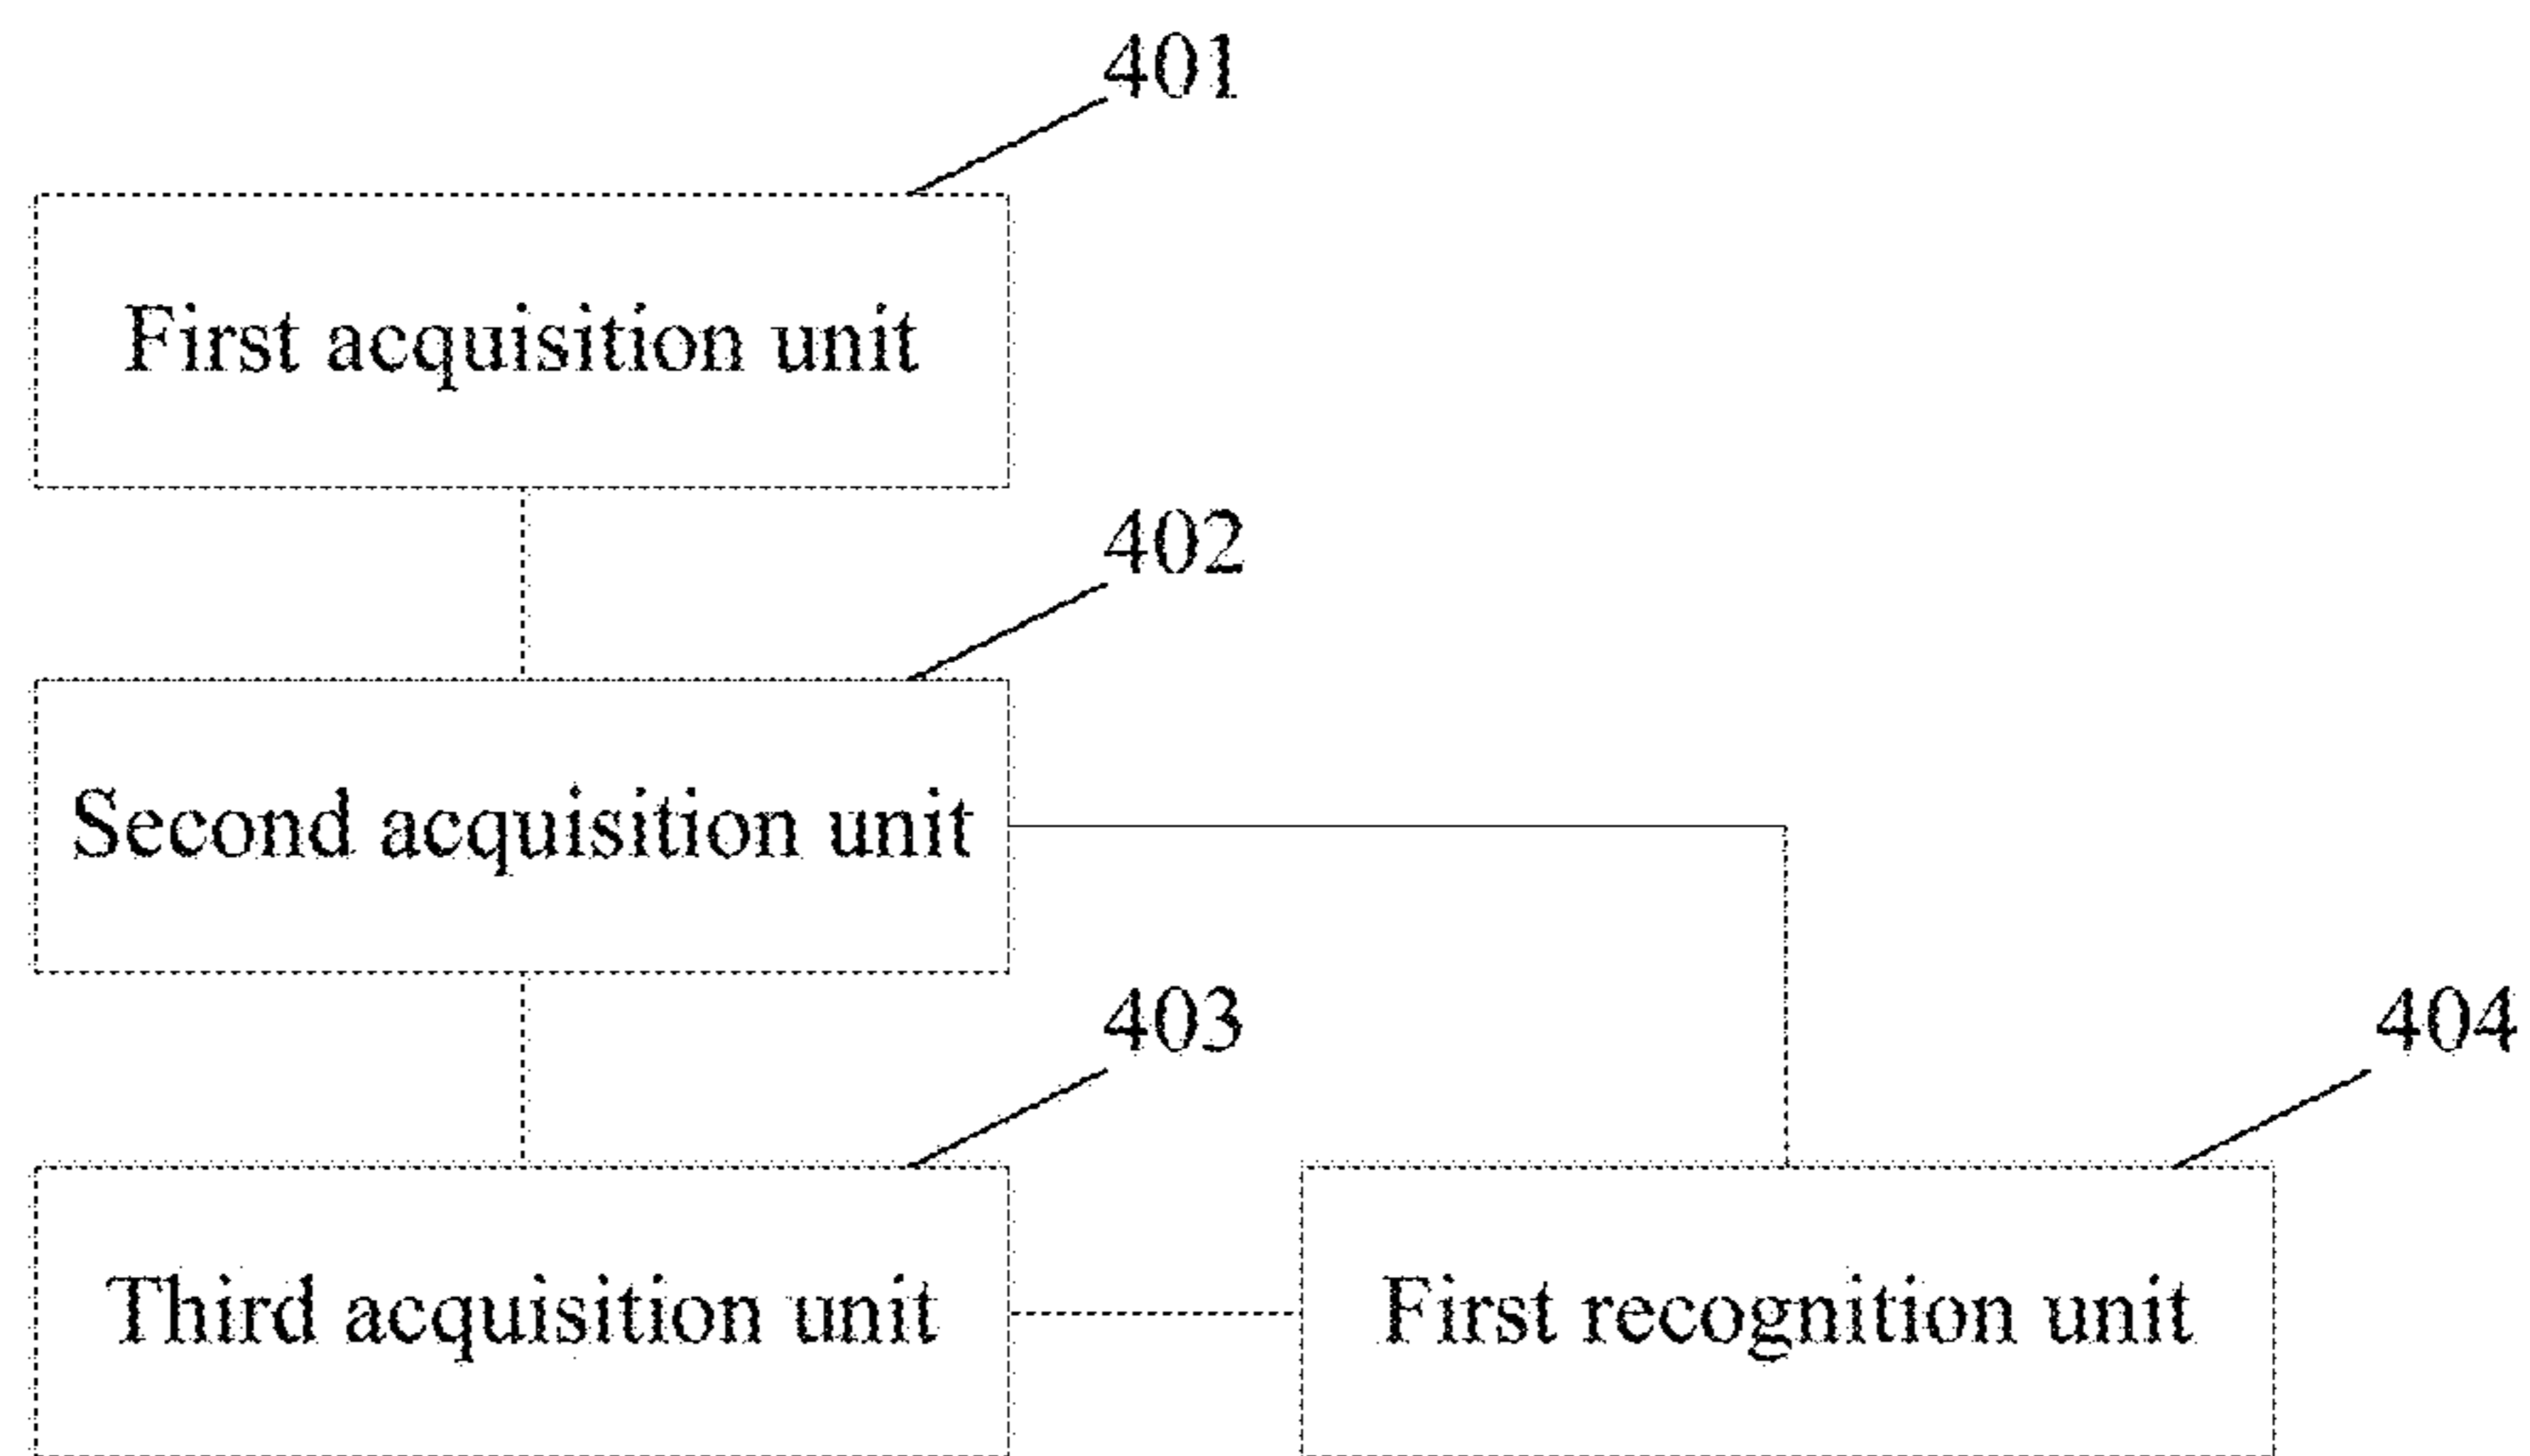 401
First acquisition unit
402
Second acquisition unit
403
404
Third acquisition unit
First recognition unit